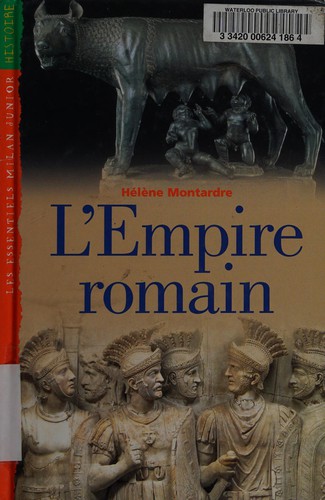 WATERLOO PUBLIC LIBRARY
3 3420 00624 186 4
LES ESSENTIELS MILAN JUNIOR HISTOIRE
Hélène Montardre
L'Empire
romain